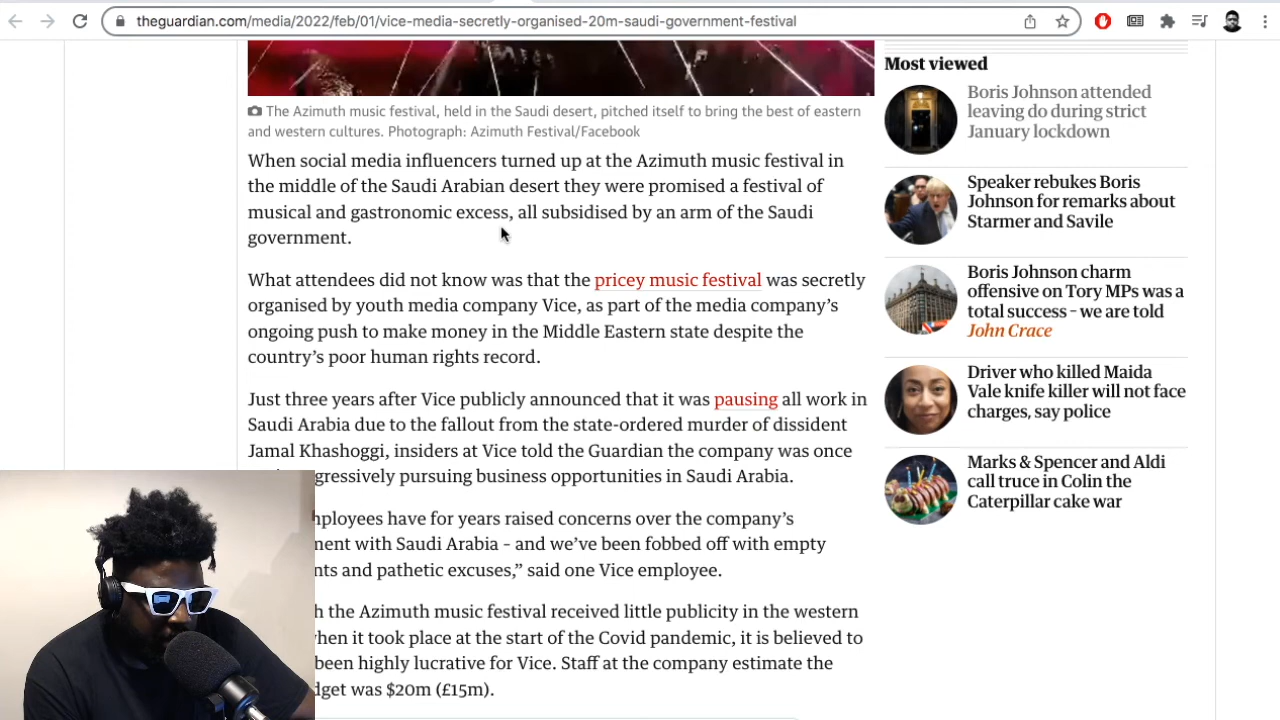 theguardian.com/media/2022/feb/01/vice-media-secretly-organised-20m-saudi-government-festival
The Azimuth music festival, held in the Saudi desert, pitched itself to bring the best of eastern
and western cultures. Photograph: Azimuth Festival/Facebook
When social media influencers turned up at the Azimuth music festival in
the middle of the Saudi Arabian desert they were promised a festival of
musical and gastronomic excess, all subsidised by an arm of the Saudi
government.
What attendees did not know was that the pricey music festival was secretly
organised by youth media company Vice, as part of the media company’s
ongoing push to make money in the Middle Eastern state despite the
country’s poor human rights record.
Just three years after Vice publicly announced that it was pausing all work in
Saudi Arabia due to the fallout from the state-ordered murder of dissident
Jamal Khashoggi, insiders at Vice told the Guardian the company was once
gressively pursuing business opportunities in Saudi Arabia.
ployees have for years raised concerns over the company’s
ment with Saudi Arabia – and we’ve been fobbed off with empty
nts and pathetic excuses,” said one Vice employee.
h the Azimuth music festival received little publicity in the western
hen it took place at the start of the Covid pandemic, it is believed to
been highly lucrative for Vice. Staff at the company estimate the
dget was $20m (£15m).
Most viewed
Boris Johnson attended
leaving do during strict
January lockdown
Speaker rebukes Boris
Johnson for remarks about
Starmer and Savile
Boris Johnson charm
offensive on Tory MPs was a
total success – we are told
John Crace
Driver who killed Maida
Vale knife killer will not face
charges, say police
Marks & Spencer and Aldi
call truce in Colin the
Caterpillar cake war